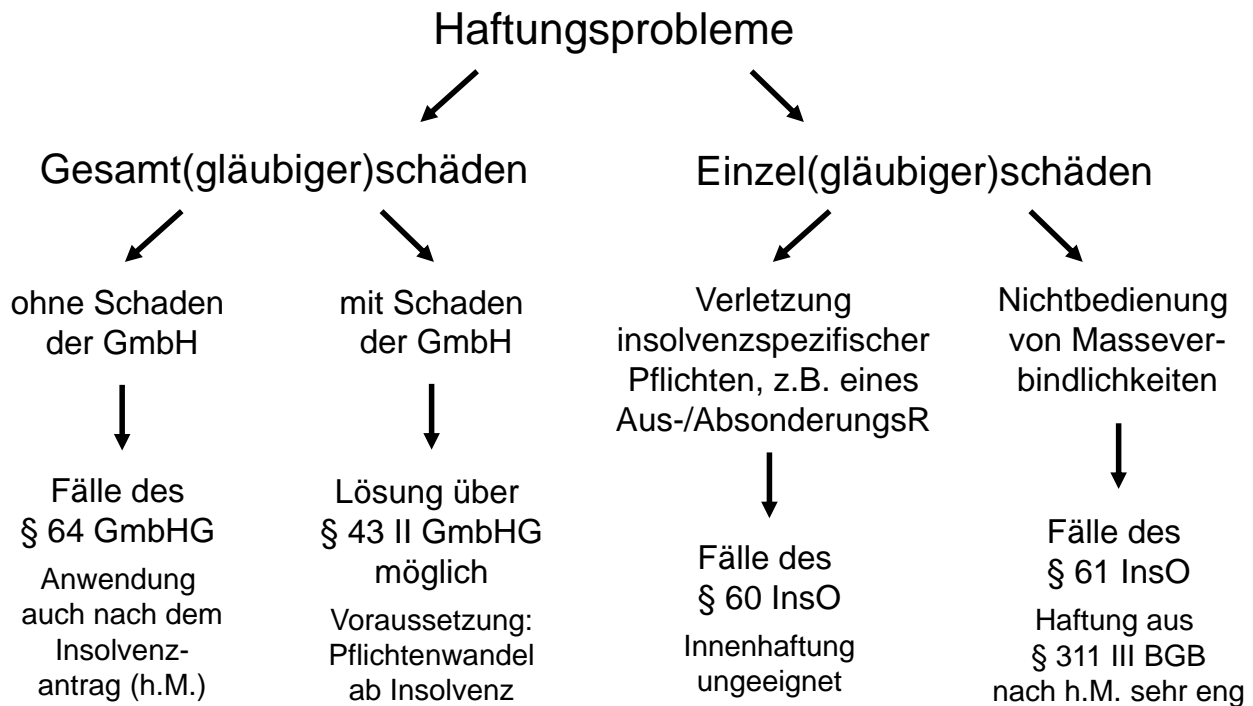 Haftungsprobleme
Gesamt(gläubiger)schäden
Einzel(gläubiger)schäden
ohne Schaden
der GmbH
mit Schaden
der GmbH
Verletzung
insolvenzspezifischer
Pflichten, z.B. eines
Aus-/AbsonderungsR
Nichtbedienung
von Massever-
bindlichkeiten
Fälle des
§ 64 GmbHG
Anwendung
auch nach dem
Insolvenz-
antrag (h.M.)
Lösung über
§ 43 II GmbHG
möglich
Voraussetzung:
Pflichtenwandel
ab Insolvenz
Fälle des
§ 60 InsO
Innenhaftung
ungeeignet
Fälle des
§ 61 InsO
Haftung aus
§ 311 III BGB
nach h.M. sehr eng